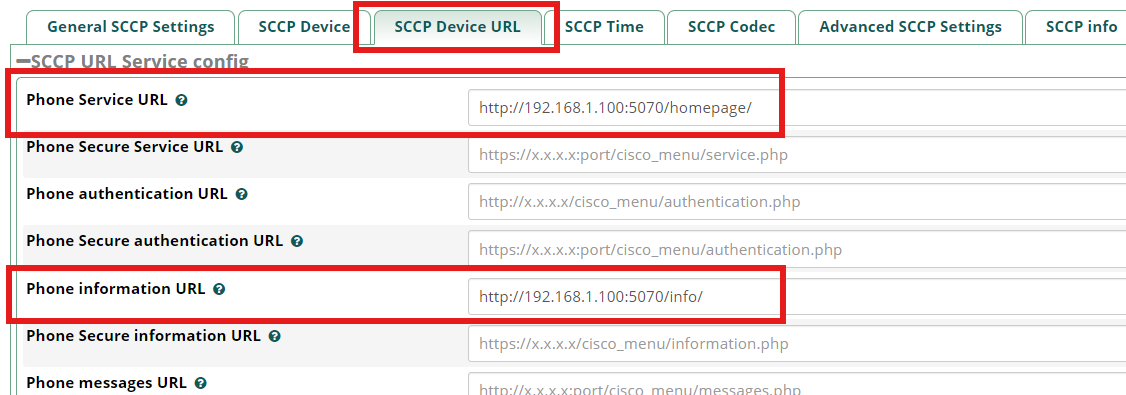 General SCCP Settings SCCP Device SCCP Device URL SCCP Time SCCP Codec Advanced SCCP Settings SCCP info
SCCP URL Service config
Phone Service URL http://192.168.1.100:5070/homepage/
Phone Secure Service URL https://x.x.x.x:port/cisco_menu/service.php
Phone authentication URL http://x.x.x.x/cisco_menu/authentication.php
Phone Secure authentication URL https://x.x.x.x:port/cisco_menu/authentication.php
Phone information URL http://192.168.1.100:5070/info/
Phone Secure information URL https://x.x.x.x/cisco_menu/information.php
Phone messages URL http://x.x.x.x:port/cisco_menu/messages.php